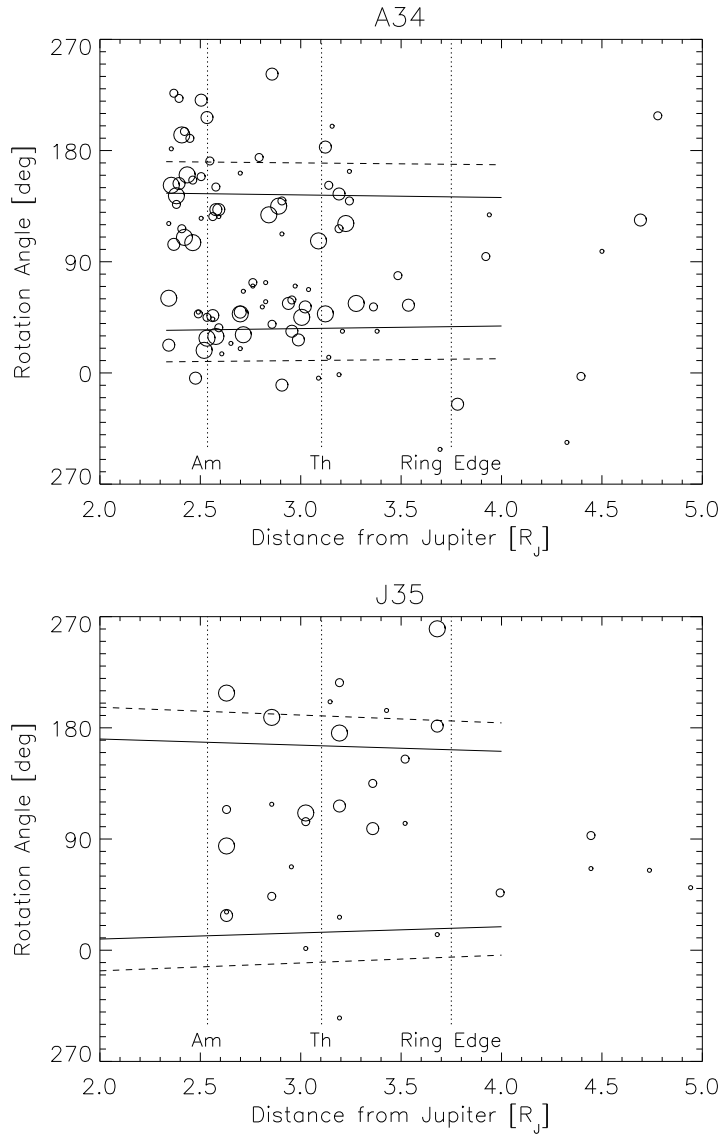 A34
270
180
90
0
270
Rotation Angle [deg]
Am Th Ring Edge
2.0 2.5 3.0 3.5 4.0 4.5 5.0
Distance from Jupiter [R_J]
J35
270
180
90
0
270
Rotation Angle [deg]
Am Th Ring Edge
2.0 2.5 3.0 3.5 4.0 4.5 5.0
Distance from Jupiter [R_J]